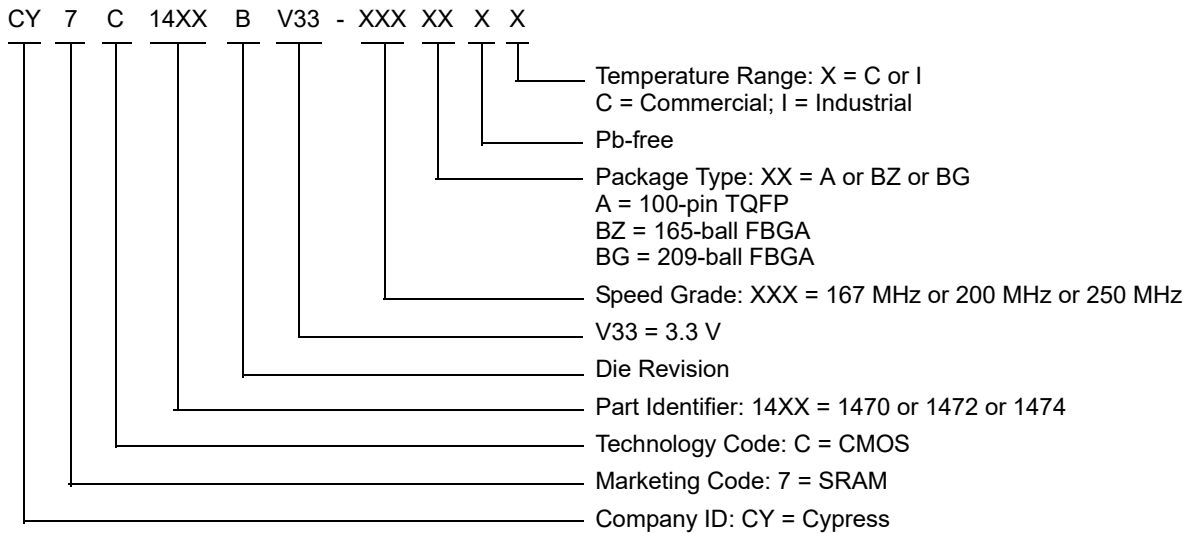 CY 7 C 14XX B V33 - XXX XX X X
Temperature Range: X = C or I
C = Commercial; I = Industrial
Pb-free
Package Type: XX = A or BZ or BG
A = 100-pin TQFP
BZ = 165-ball FBGA
BG = 209-ball FBGA
Speed Grade: XXX = 167 MHz or 200 MHz or 250 MHz
V33 = 3.3 V
Die Revision
Part Identifier: 14XX = 1470 or 1472 or 1474
Technology Code: C = CMOS
Marketing Code: 7 = SRAM
Company ID: CY = Cypress